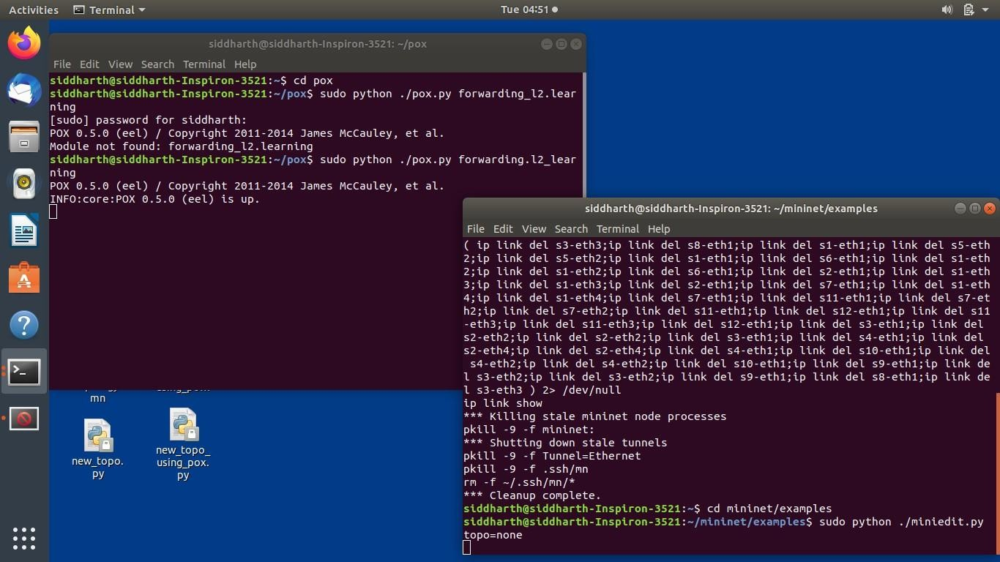 Activities
Terminal
Tue 04:51
siddharth@siddharth-Inspiron-3521: ~/pox
File Edit View Search Terminal Help
siddharth@siddharth-Inspiron-3521:~$ cd pox
siddharth@siddharth-Inspiron-3521:~/pox$ sudo python ./pox.py forwarding_l2.lear
ning
[sudo] password for siddharth:
POX 0.5.0 (eel) / Copyright 2011-2014 James McCauley, et al.
Module not found: forwarding_l2.learning
siddharth@siddharth-Inspiron-3521:~/pox$ sudo python ./pox.py forwarding.l2_lear
ning
POX 0.5.0 (eel) / Copyright 2011-2014 James McCauley, et al.
INFO:core:POX 0.5.0 (eel) is up.
siddharth@siddharth-Inspiron-3521: ~/mininet/examples
File Edit View Search Terminal Help
( ip link del s3-eth3;ip link del s8-eth1;ip link del s1-eth1;ip link del s5-eth
2;ip link del s5-eth2;ip link del s1-eth1;ip link del s6-eth1;ip link del s1-eth
2;ip link del s1-eth2;ip link del s6-eth1;ip link del s2-eth1;ip link del s1-eth
3;ip link del s1-eth3;ip link del s2-eth1;ip link del s7-eth1;ip link del s1-eth
4;ip link del s1-eth4;ip link del s7-eth1;ip link del s11-eth1;ip link del s7-et
h2;ip link del s7-eth2;ip link del s11-eth1;ip link del s12-eth1;ip link del s11
-eth3;ip link del s11-eth3;ip link del s12-eth1;ip link del s3-eth1;ip link del
s2-eth2;ip link del s2-eth2;ip link del s3-eth1;ip link del s4-eth1;ip link del
s2-eth4;ip link del s2-eth4;ip link del s4-eth1;ip link del s10-eth1;ip link del
s4-eth2;ip link del s4-eth2;ip link del s10-eth1;ip link del s9-eth1;ip link de
l s3-eth2;ip link del s3-eth2;ip link del s9-eth1;ip link del s8-eth1;ip link de
l s3-eth3 ) 2> /dev/null
ip link show
*** Killing stale mininet node processes
pkill -9 -f mininet:
*** Shutting down stale tunnels
pkill -9 -f Tunnel=Ethernet
pkill -9 -f .ssh/mn
rm -f ~/.ssh/mn/*
*** Cleanup complete.
siddharth@siddharth-Inspiron-3521:~$ cd mininet/examples
siddharth@siddharth-Inspiron-3521:~/mininet/examples$ sudo python ./miniedit.py
topo=none
mn
new_topo.
py
new_topo_
using_pox.
py